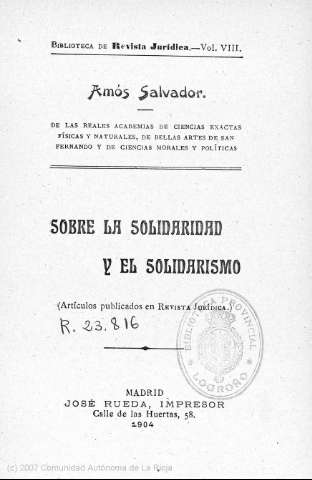 BIBLIOTECA DE Revista Jurídica.—VOL. VIII.
Amós Salvador.
DE LAS REALES ACADEMIAS DE CIENCIAS EXACTAS
FÍSICAS Y NATURALES, DE BELLAS ARTES DE SAN
FERNANDO Y DE CIENCIAS MORALES Y POLÍTICAS
SOBRE LA SOLIDARIDAD
Y EL SOLIDARISMO
(Artículos publicados en REVISTA JURÍDICA.)
R. 23.816
BIBLIOTECA PROVINCIAL
LOGROÑO
MADRID
JOSÉ RUEDA, IMPRESOR
Calle de las Huertas, 58.
1904
(c) 2007 Comunidad Autónoma de La Rioja